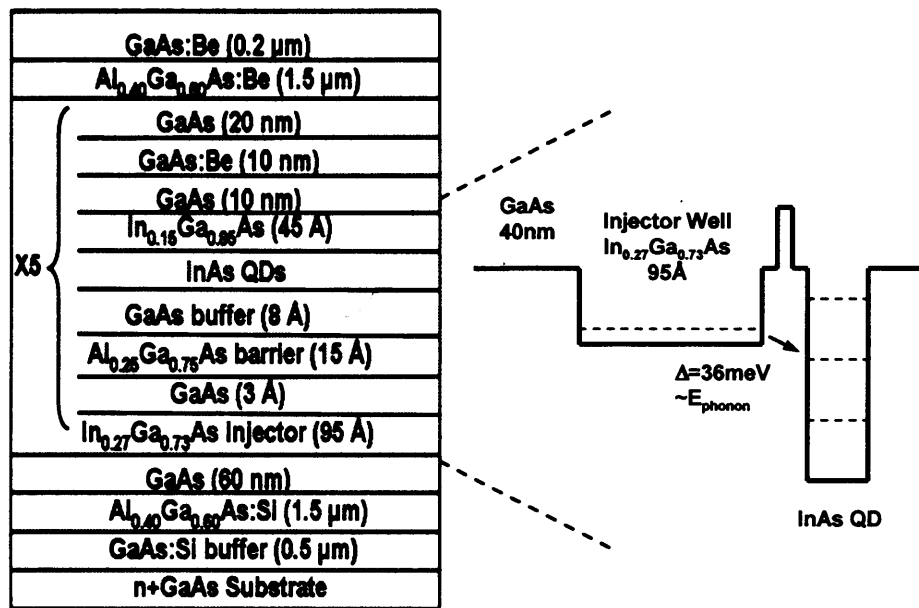 GaAs:Be (0.2 µm)
Al0.40Ga0.60As:Be (1.5 µm)
X5
GaAs (20 nm)
GaAs:Be (10 nm)
GaAs (10 nm)
In0.15Ga0.85As (45 Å)
InAs QDs
GaAs buffer (8 Å)
Al0.25Ga0.75As barrier (15 Å)
GaAs (3 Å)
In0.27Ga0.73As Injector (95 Å)
GaAs (60 nm)
Al0.40Ga0.60As:Si (1.5 µm)
GaAs:Si buffer (0.5 µm)
n+GaAs Substrate
GaAs
40nm
Injector Well
In0.27Ga0.73As
95Å
Δ=36meV
~Ephonon
InAs QD